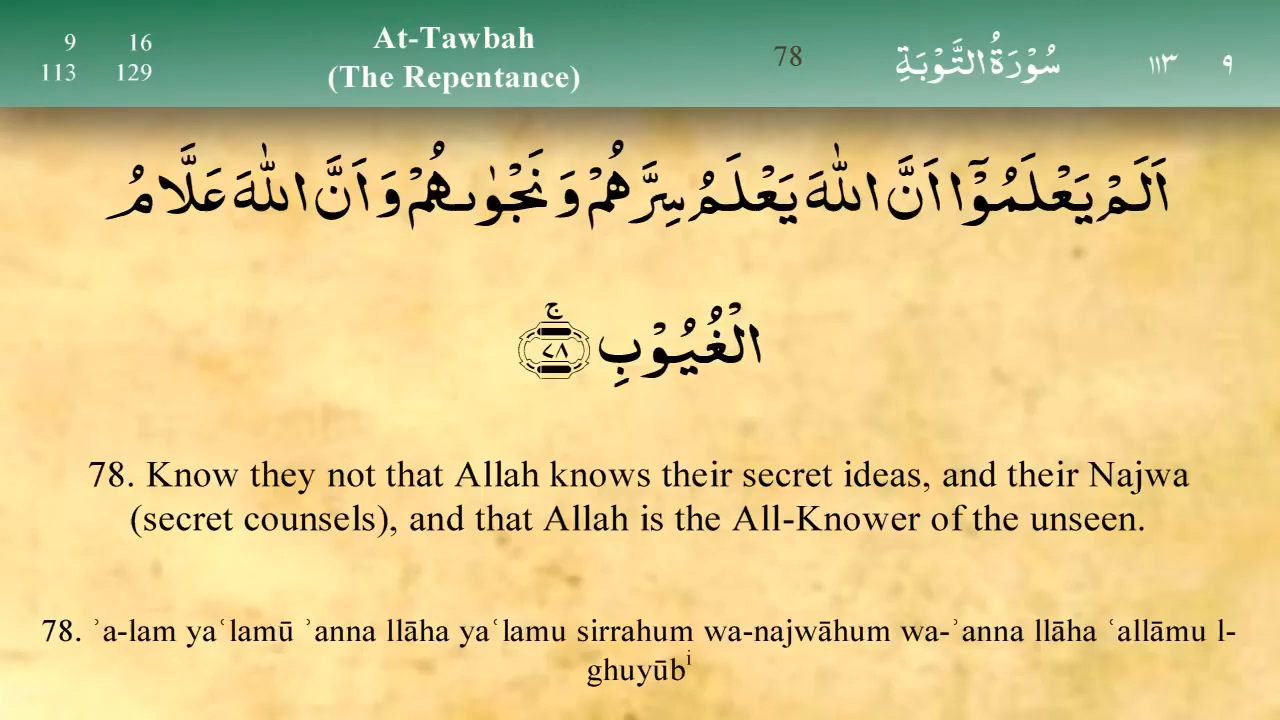 9 16
113 129
At-Tawbah
(The Repentance)
78
سُوْرَةُ التَّوْبَةِ
١١٣ ٩
اَلَمْ يَعْلَمُوْۤا اَنَّ اللّٰهَ يَعْلَمُ سِرَّهُمْ وَ نَجْوٰىهُمْ وَ اَنَّ اللّٰهَ عَلَّامُ
الْغُيُوْبِۚ ٧٨
78. Know they not that Allah knows their secret ideas, and their Najwa
(secret counsels), and that Allah is the All-Knower of the unseen.
78. ʾa-lam yaʿlamū ʾanna llāha yaʿlamu sirrahum wa-najwāhum wa-ʾanna llāha ʿallāmu l-
ghuyūbⁱ